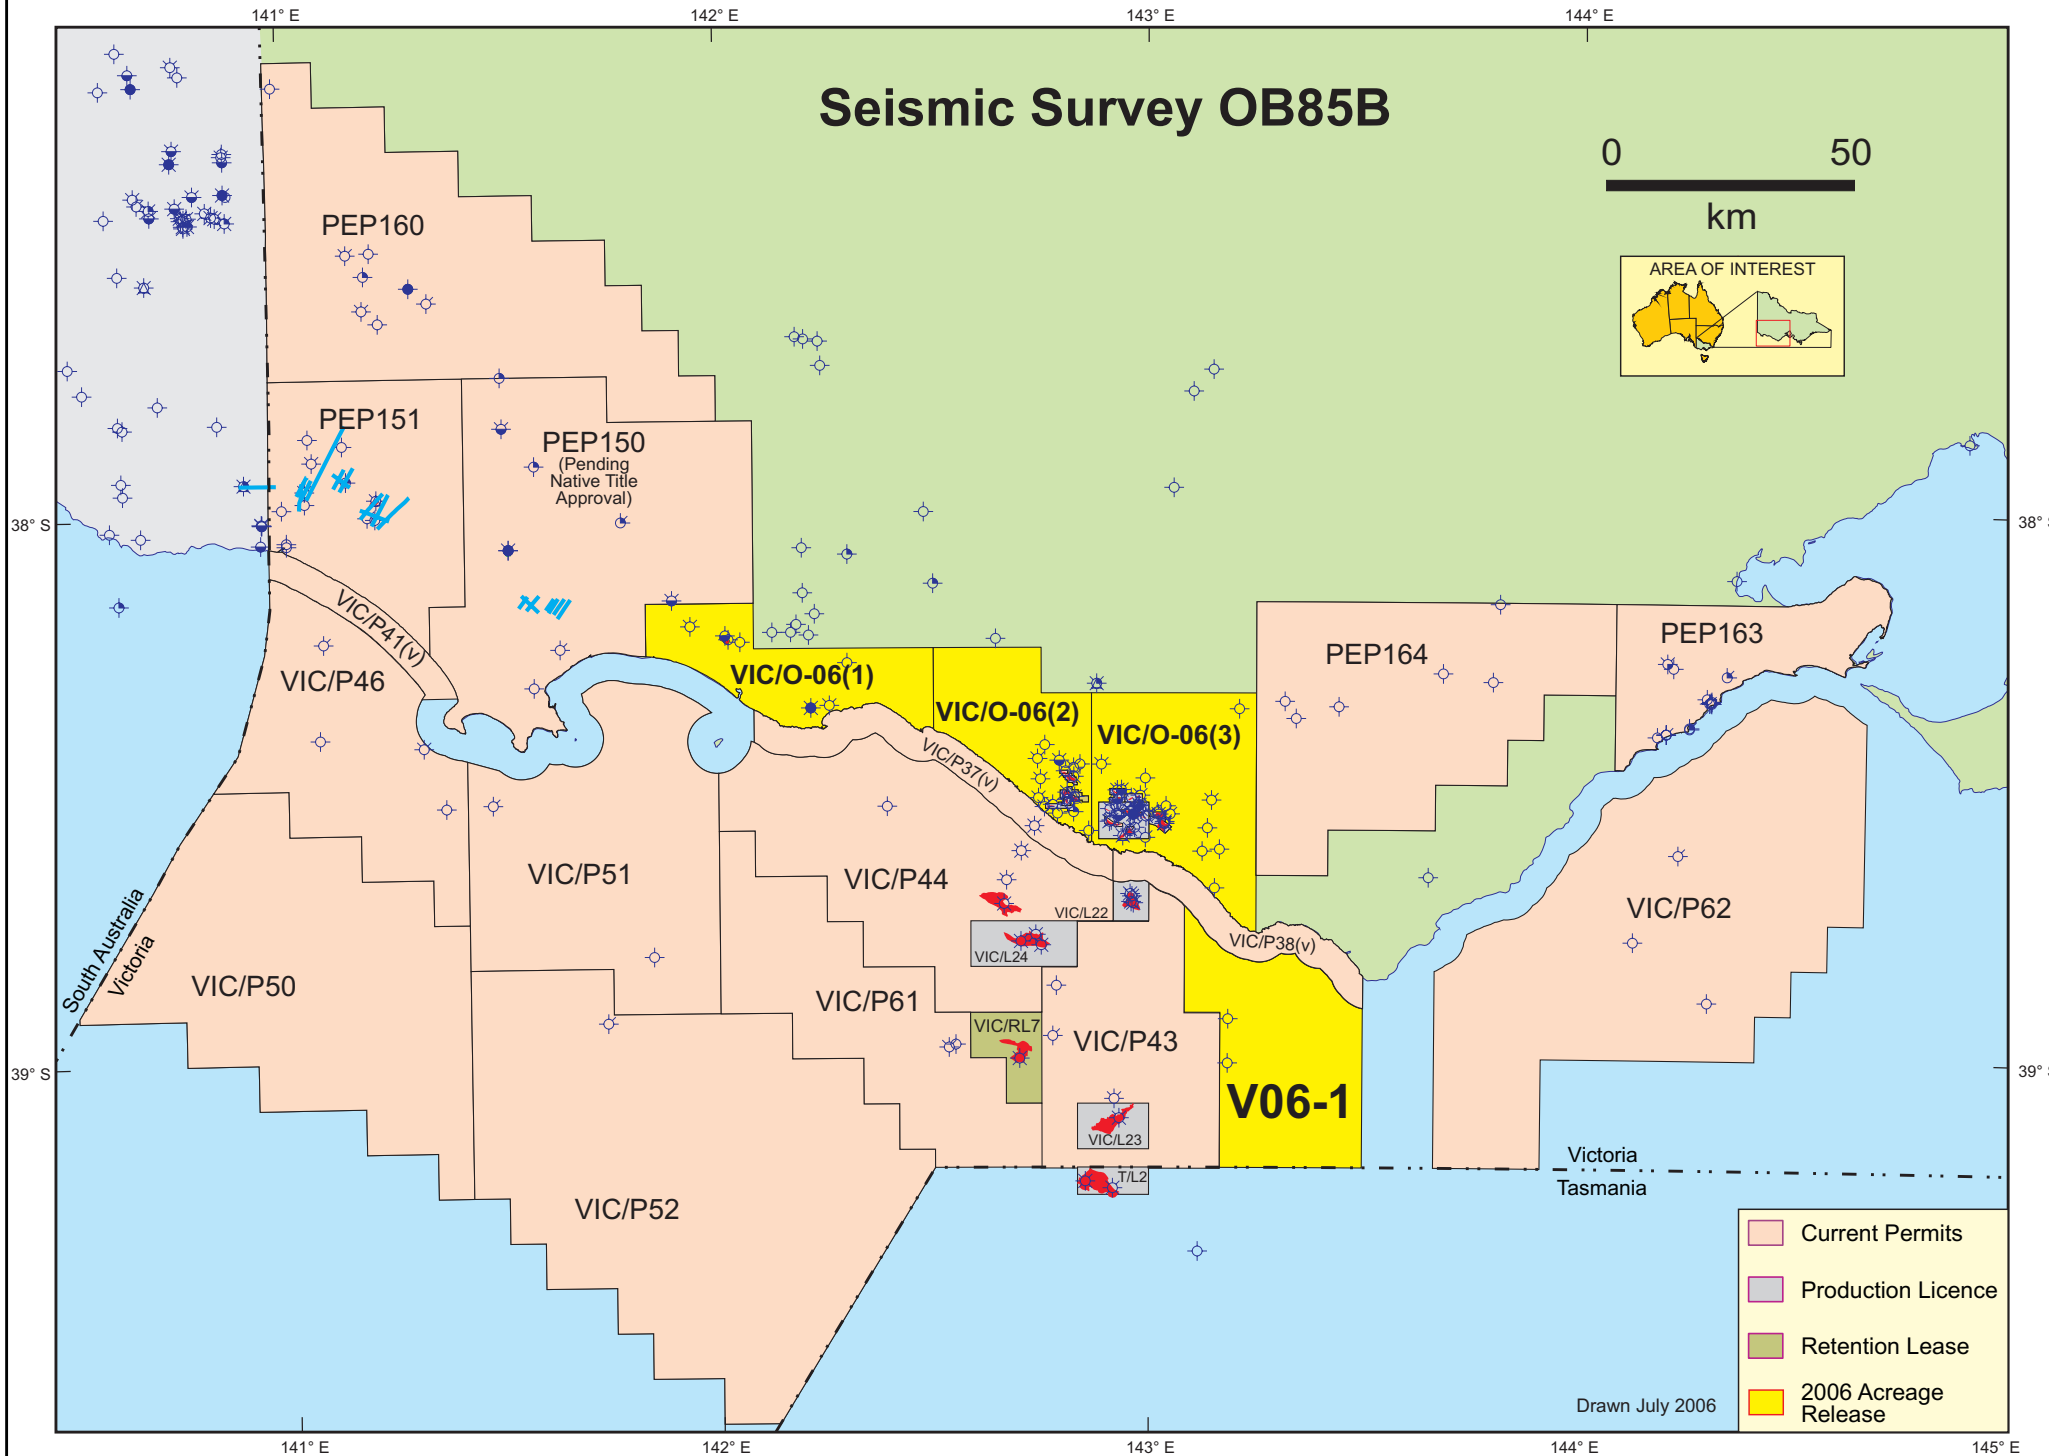 141° E
142° E
143° E
144° E
Seismic Survey OB85B
0
50
km
AREA OF INTEREST
PEP160
PEP151
PEP150
(Pending
Native Title
Approval)
38° S
38°
VIC/P41(v)
VIC/P46
VIC/O-06(1)
VIC/O-06(2)
VIC/O-06(3)
PEP164
PEP163
VIC/P37(v)
VIC/P51
VIC/P44
VIC/L22
VIC/P62
VIC/P38(v)
VIC/L24
South Australia
Victoria
VIC/P50
VIC/P61
VIC/RL7
VIC/P43
39° S
39°
V06-1
VIC/L23
T/L2
Victoria
Tasmania
VIC/P52
Current Permits
Production Licence
Retention Lease
2006 Acreage
Release
Drawn July 2006
141° E
142° E
143° E
144° E
145° E